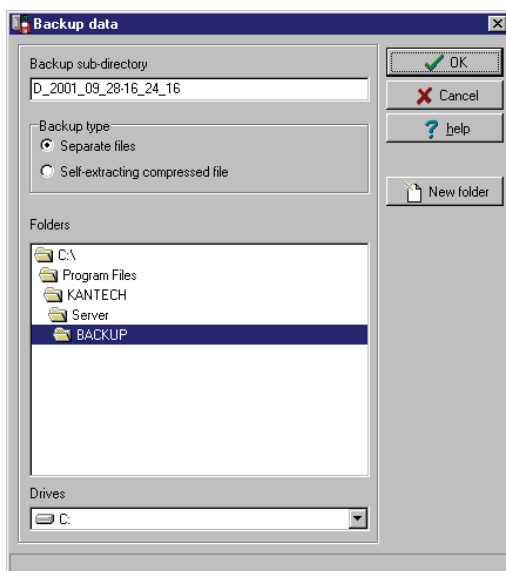 Backup data
Backup sub-directory
D_2001_09_28-16_24_16
Backup type
Separate files
Self-extracting compressed file
Folders
C:\
Program Files
KANTECH
Server
BACKUP
Drives
C:
OK
Cancel
help
New folder